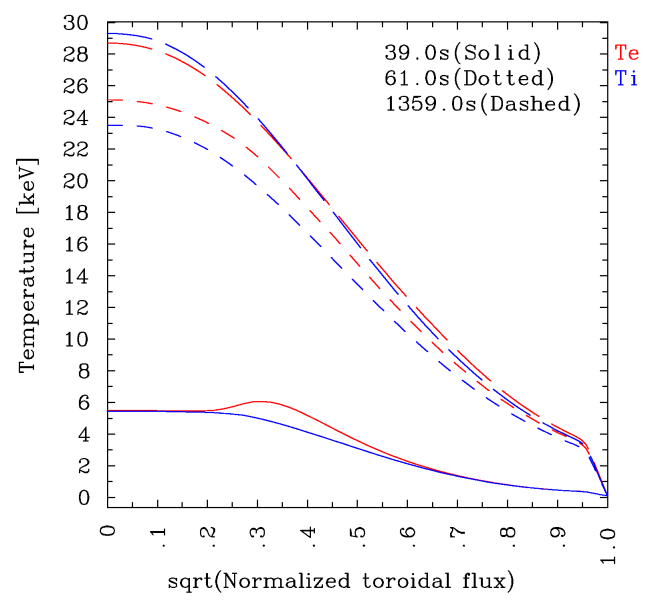 30
28
26
24
22
20
18
16
14
12
10
8
6
4
2
0
Temperature [keV]
39.0s(Solid) Te
61.0s(Dotted) Ti
1359.0s(Dashed)
0 .1 .2 .3 .4 .5 .6 .7 .8 .9 1.0
sqrt(Normalized toroidal flux)